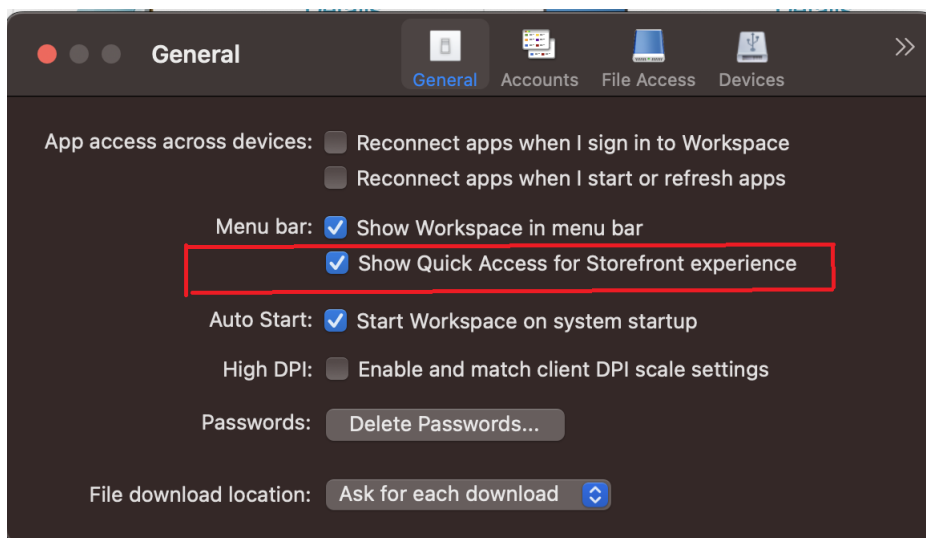 General
General
Accounts
File Access
Devices
App access across devices:
Reconnect apps when I sign in to Workspace
Reconnect apps when I start or refresh apps
Menu bar:
Show Workspace in menu bar
Show Quick Access for Storefront experience
Auto Start:
Start Workspace on system startup
High DPI:
Enable and match client DPI scale settings
Passwords:
Delete Passwords...
File download location:
Ask for each download